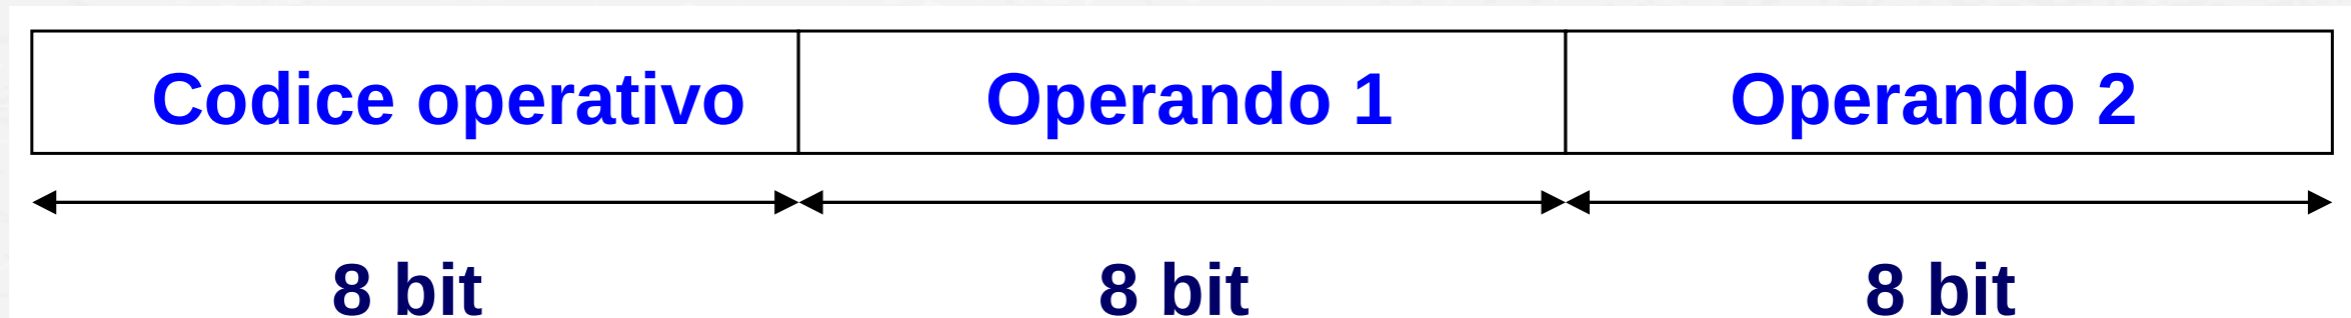 Codice operativo Operando 1 Operando 2
8 bit 8 bit 8 bit